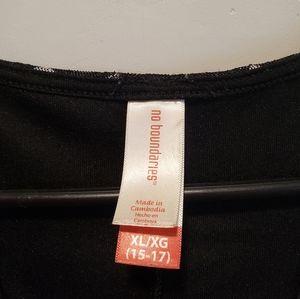 no boundaries®
Made in
Cambodia
Hecho en
Camboya
XL/XG
(15-17)